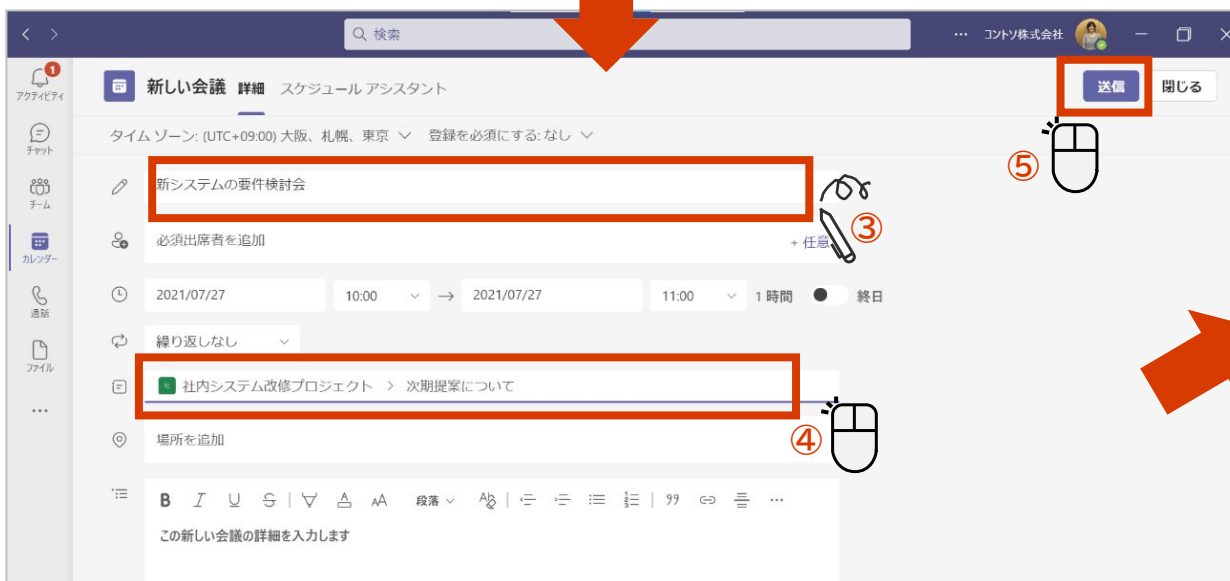 検索
… コントソ株式会社
1
アクティビティ
新しい会議 詳細 スケジュール アシスタント
送信 閉じる
タイム ゾーン: (UTC+09:00) 大阪、札幌、東京 登録を必須にする: なし
チャット
⑤
新システムの要件検討会
チーム
③
必須出席者を追加
+ 任意
カレンダー
2021/07/27 10:00 → 2021/07/27 11:00 1 時間 終日
通話
繰り返しなし
ファイル
社内システム改修プロジェクト > 次期提案について
…
④
場所を追加
B I U S A AA 段落 Ab 99 …
この新しい会議の詳細を入力します